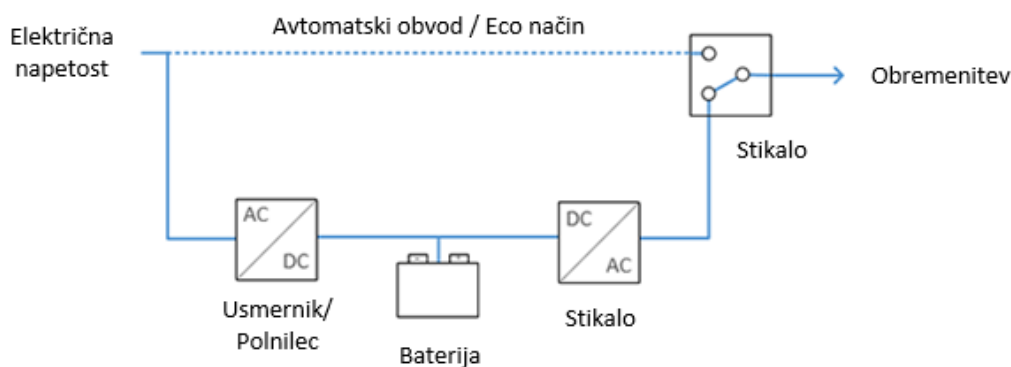 Električna
napetost
Avtomatski obvod / Eco način
Obremenitev
Stikalo
AC
DC
Usmernik/
Polnilec
Baterija
DC
AC
Stikalo